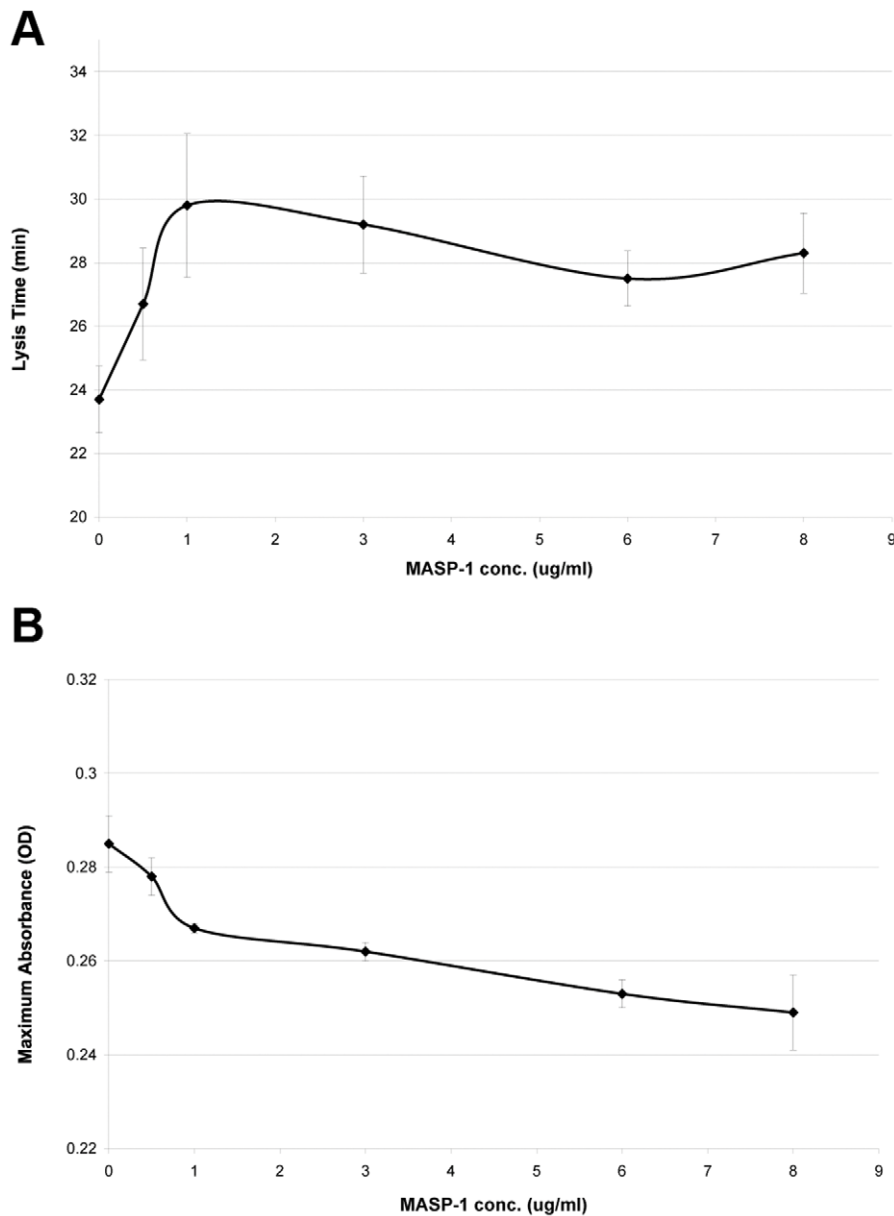 A
34
32
30
28
26
24
22
20
Lysis Time (min)
0 1 2 3 4 5 6 7 8 9
MASP-1 conc. (ug/ml)
B
0.32
0.3
0.28
0.26
0.24
0.22
Maximum Absorbance (OD)
0 1 2 3 4 5 6 7 8 9
MASP-1 conc. (ug/ml)